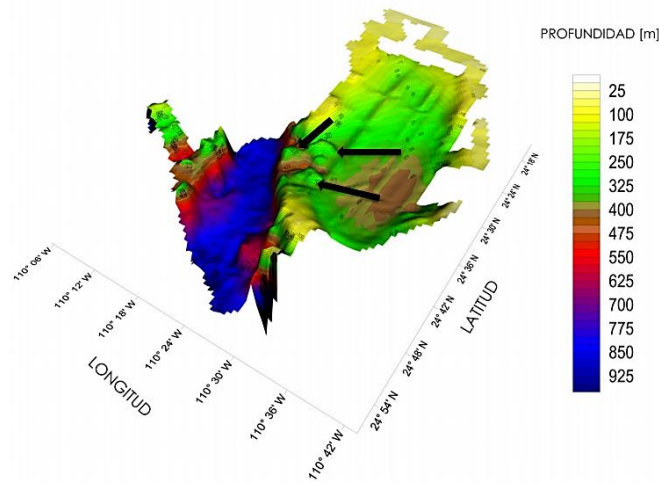 PROFUNDIDAD [m]
25
100
175
250
325
400
475
550
625
700
775
850
925
24° 18' N
24° 24' N
24° 30' N
24° 36' N
24° 42' N
24° 48' N
24° 54' N
LATITUD
110° 06' W
110° 12' W
110° 18' W
110° 24' W
110° 30' W
110° 36' W
110° 42' W
LONGITUD